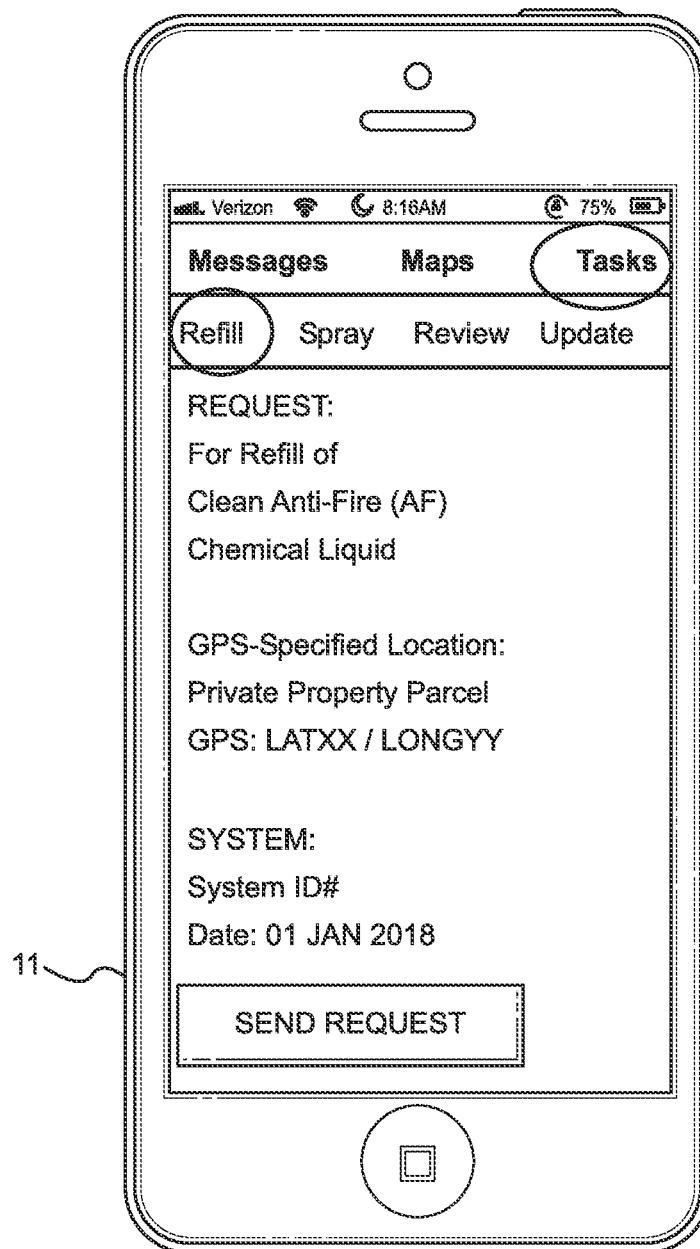 Verizon 8:16AM 75%
Messages Maps Tasks
Refill Spray Review Update
REQUEST:
For Refill of
Clean Anti-Fire (AF)
Chemical Liquid
GPS-Specified Location:
Private Property Parcel
GPS: LATXX / LONGYY
SYSTEM:
System ID#
Date: 01 JAN 2018
11
SEND REQUEST